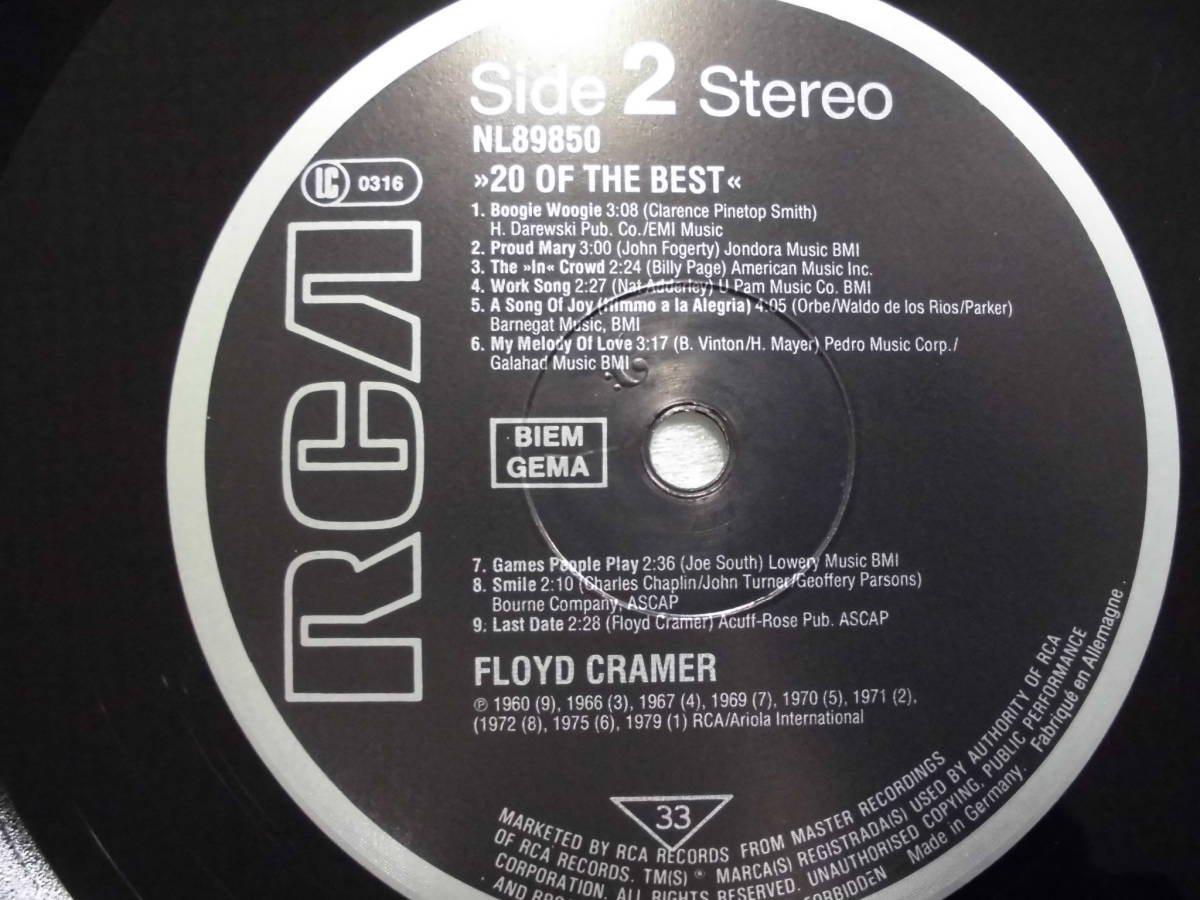 Side 2 Stereo
NL89850
»20 OF THE BEST«
LC 0316
RCA
1. Boogie Woogie 3:08 (Clarence Pinetop Smith)
H. Darewski Pub. Co./EMI Music
2. Proud Mary 3:00 (John Fogerty) Jondora Music BMI
3. The »In« Crowd 2:24 (Billy Page) American Music Inc.
4. Work Song 2:27 (Nat Adderley) U Pam Music Co. BMI
5. A Song Of Joy (Himmo a la Alegria) 4:05 (Orbe/Waldo de los Rios/Parker)
Barnegat Music, BMI
6. My Melody Of Love 3:17 (B. Vinton/H. Mayer) Pedro Music Corp./
Galahad Music BMI
BIEM
GEMA
7. Games People Play 2:36 (Joe South) Lowery Music BMI
8. Smile 2:10 (Charles Chaplin/John Turner/Geoffery Parsons)
Bourne Company, ASCAP
9. Last Date 2:28 (Floyd Cramer) Acuff-Rose Pub. ASCAP
FLOYD CRAMER
℗ 1960 (9), 1966 (3), 1967 (4), 1969 (7), 1970 (5), 1971 (2),
(1972 (8), 1975 (6), 1979 (1) RCA/Ariola International
33
MARKETED BY RCA RECORDS FROM MASTER RECORDINGS
OF RCA RECORDS. TM(S) ® MARCA(S) REGISTRADA(S) USED BY AUTHORITY OF RCA
CORPORATION. ALL RIGHTS RESERVED. UNAUTHORISED COPYING, PUBLIC PERFORMANCE
AND FORBIDDEN Made in Germany. Fabriqué en Allemagne